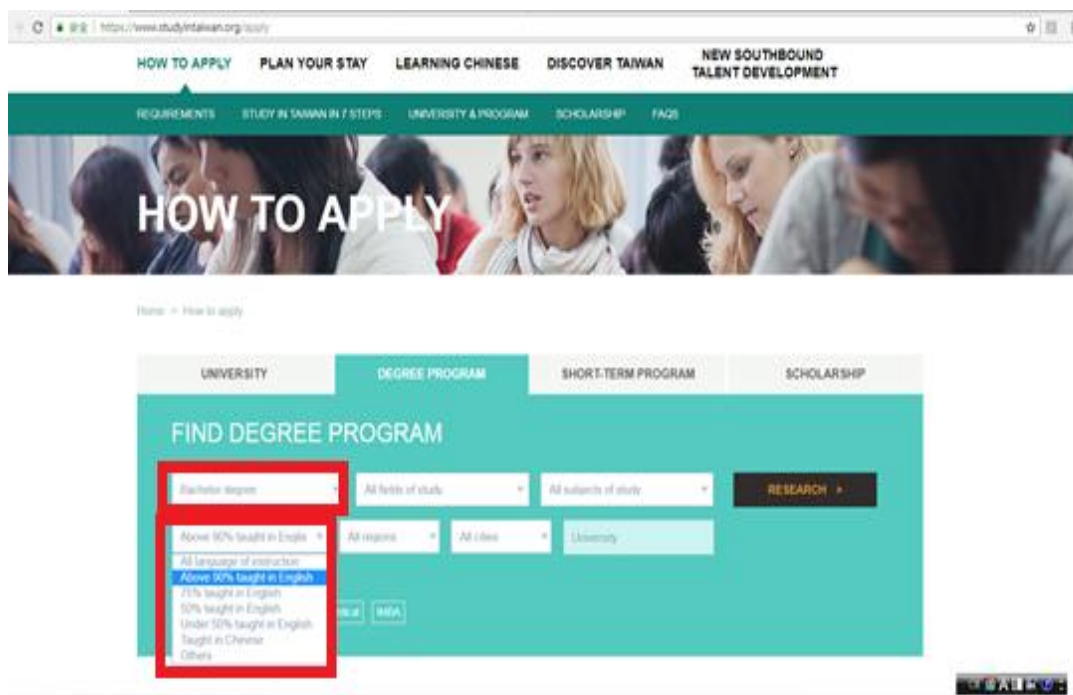 安全 | https://www.studyintaiwan.org/apply
HOW TO APPLY PLAN YOUR STAY LEARNING CHINESE DISCOVER TAIWAN NEW SOUTHBOUND
TALENT DEVELOPMENT
REQUIREMENTS STUDY IN TAIWAN IN 7 STEPS UNIVERSITY & PROGRAM SCHOLARSHIP FAQS
HOW TO APPLY
Home > How to apply
UNIVERSITY DEGREE PROGRAM SHORT-TERM PROGRAM SCHOLARSHIP
FIND DEGREE PROGRAM
Bachelor degree All fields of study All subjects of study RESEARCH >
Above 90% taught in Englis All regions All cities University
All language of instruction
Above 90% taught in English
75% taught in English
50% taught in English
Under 50% taught in English
Taught in Chinese
Others
IMBA